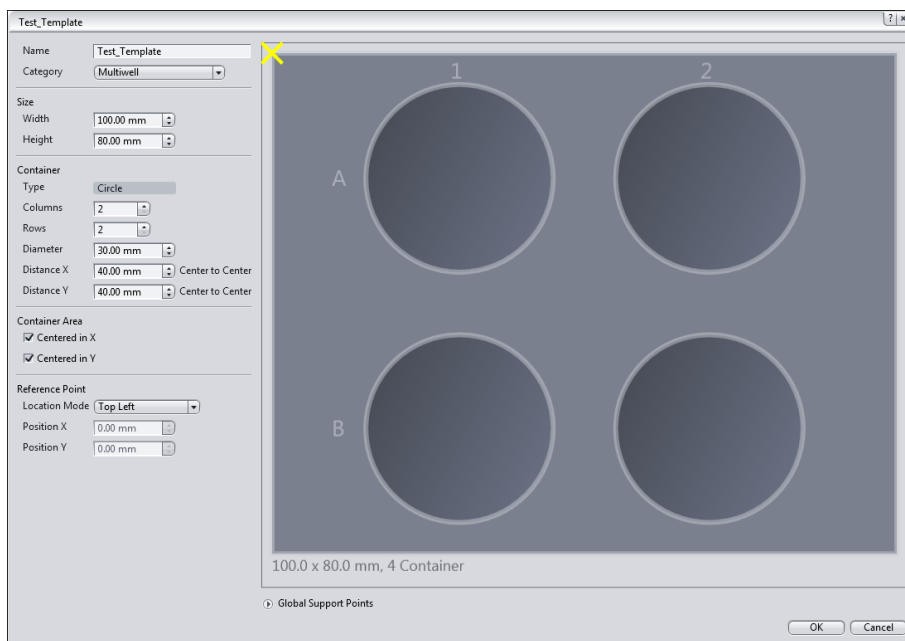 Test_Template
Name Test_Template
Category Multiwell
Size
Width 100.00 mm
Height 80.00 mm
Container
Type Circle
Columns 2
Rows 2
Diameter 30.00 mm
Distance X 40.00 mm Center to Center
Distance Y 40.00 mm Center to Center
Container Area
Centered in X
Centered in Y
Reference Point
Location Mode Top Left
Position X 0.00 mm
Position Y 0.00 mm
1 2
A
B
100.0 x 80.0 mm, 4 Container
Global Support Points
OK Cancel